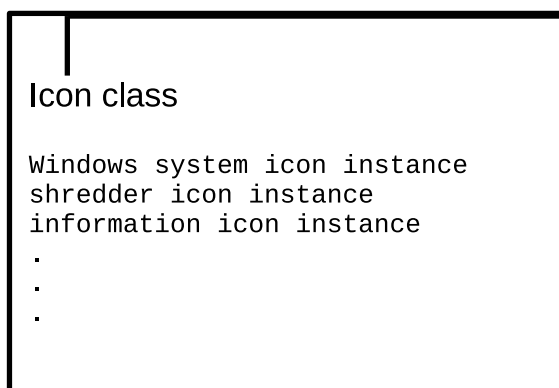 Icon class
Windows system icon instance
shredder icon instance
information icon instance
.
.
.